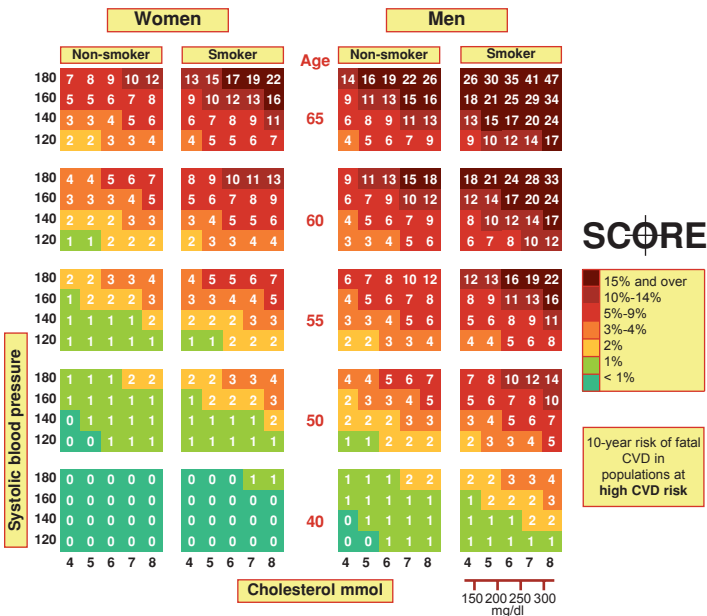 Women Men
Non-smoker Smoker Age Non-smoker Smoker
180 7 8 9 10 12 13 15 17 19 22 14 16 19 22 26 26 30 35 41 47
160 5 5 6 7 8 9 10 12 13 16 9 11 13 15 16 18 21 25 29 34
140 3 3 4 5 6 6 7 8 9 11 65 6 8 9 11 13 13 15 17 20 24
120 2 2 3 3 4 4 5 5 6 7 4 5 6 7 9 9 10 12 14 17
180 4 4 5 6 7 8 9 10 11 13 9 11 13 15 18 18 21 24 28 33
160 3 3 3 4 5 5 6 7 8 9 6 7 9 10 12 12 14 17 20 24
140 2 2 2 3 3 3 4 5 5 6 60 4 5 6 7 9 8 10 12 14 17
120 1 1 2 2 2 2 3 3 4 4 3 3 4 5 6 6 7 8 10 12
180 2 2 3 3 4 4 5 5 6 7 6 7 8 10 12 12 13 16 19 22
160 1 2 2 2 3 3 3 4 4 5 4 5 6 7 8 8 9 11 13 16
140 1 1 1 1 2 2 2 2 3 3 55 3 3 4 5 6 5 6 8 9 11
120 1 1 1 1 1 1 1 2 2 2 2 2 3 3 4 4 4 5 6 8
180 1 1 1 2 2 2 2 3 3 4 4 4 5 6 7 7 8 10 12 14
160 1 1 1 1 1 1 2 2 2 3 2 3 3 4 5 5 6 7 8 10
140 0 1 1 1 1 1 1 1 1 2 50 2 2 2 3 3 3 4 5 6 7
120 0 0 1 1 1 1 1 1 1 1 1 1 2 2 2 2 3 3 4 5
180 0 0 0 0 0 0 0 0 1 1 1 1 1 2 2 2 2 3 3 4
160 0 0 0 0 0 0 0 0 0 0 1 1 1 1 1 1 2 2 2 3
140 0 0 0 0 0 0 0 0 0 0 40 0 1 1 1 1 1 1 1 2 2
120 0 0 0 0 0 0 0 0 0 0 0 0 1 1 1 1 1 1 1 1
4 5 6 7 8 4 5 6 7 8 4 5 6 7 8 4 5 6 7 8
Systolic blood pressure
Cholesterol mmol
150 200 250 300
mg/dl
SCORE
15% and over
10%-14%
5%-9%
3%-4%
2%
1%
< 1%
10-year risk of fatal
CVD in
populations at
high CVD risk